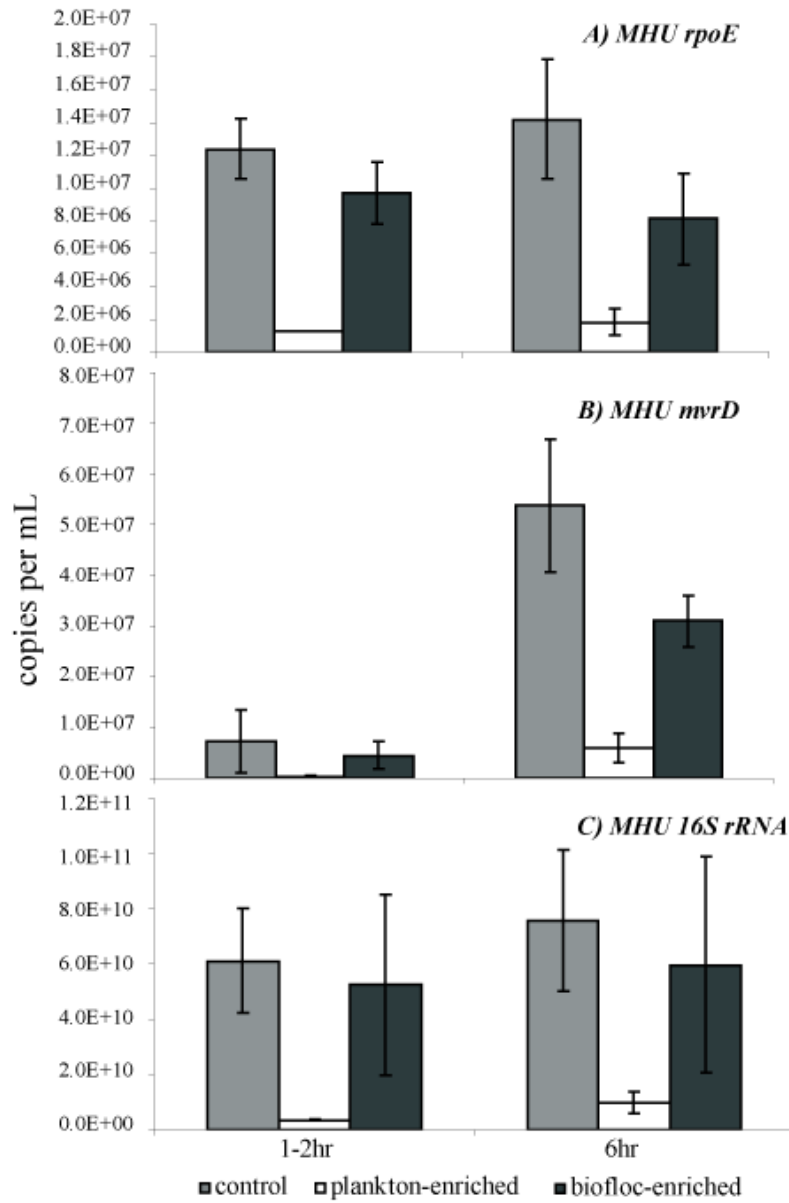 A) MHU rpoE
2.0E+07
1.8E+07
1.6E+07
1.4E+07
1.2E+07
1.0E+07
8.0E+06
6.0E+06
4.0E+06
2.0E+06
0.0E+00
B) MHU mvrD
8.0E+07
7.0E+07
6.0E+07
5.0E+07
4.0E+07
3.0E+07
2.0E+07
1.0E+07
0.0E+00
copies per mL
C) MHU 16S rRNA
1.2E+11
1.0E+11
8.0E+10
6.0E+10
4.0E+10
2.0E+10
0.0E+00
1-2hr 6hr
control plankton-enriched biofloc-enriched